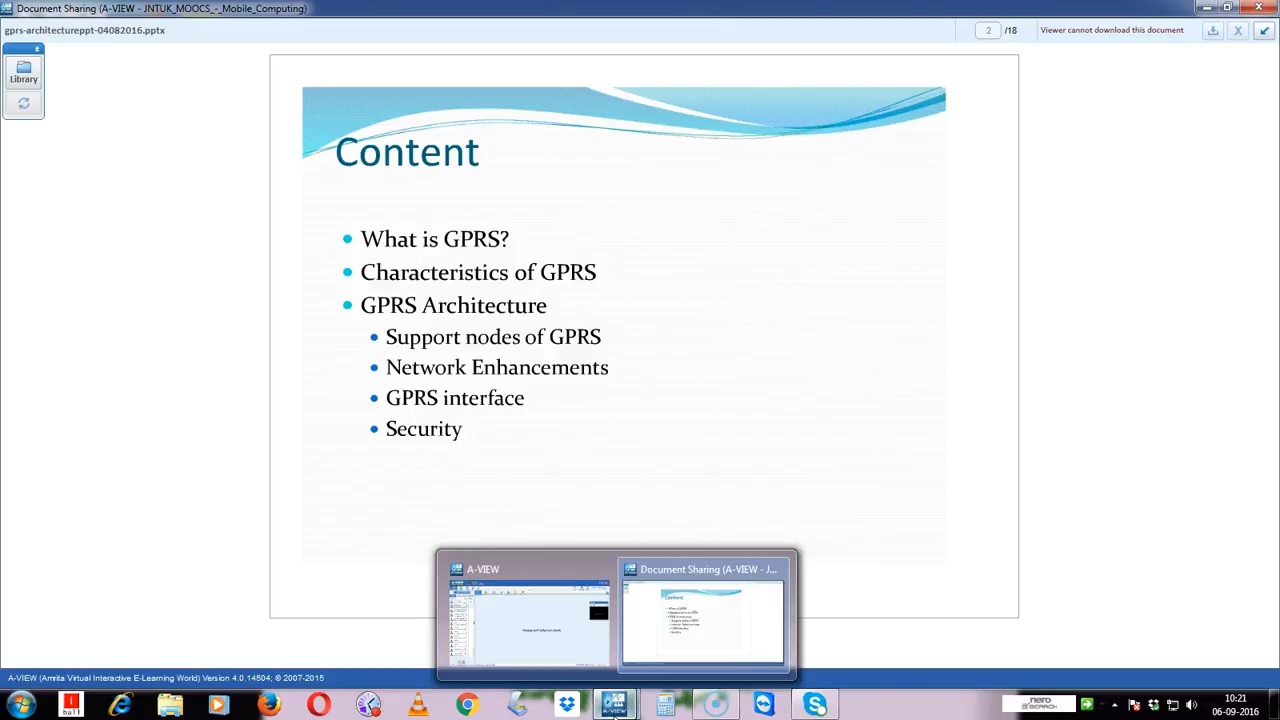 Document Sharing (A-VIEW - JNTUK_MOOCS_-_Mobile_Computing)
gprs-architectureppt-04082016.pptx
2 /18
Viewer cannot download this document
Library
Content
What is GPRS?
Characteristics of GPRS
GPRS Architecture
Support nodes of GPRS
Network Enhancements
GPRS interface
Security
A-VIEW
Document Sharing (A-VIEW - J...
A-VIEW (Amrita Virtual Interactive E-Learning World) Version 4.0.14504; © 2007-2015
10:21
06-09-2016